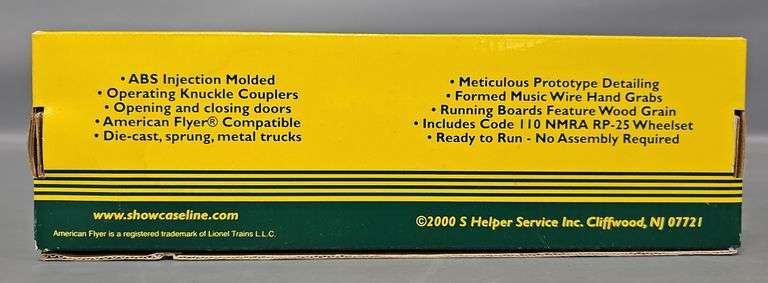 • ABS Injection Molded
• Operating Knuckle Couplers
• Opening and closing doors
• American Flyer® Compatible
• Die-cast, sprung, metal trucks
• Meticulous Prototype Detailing
• Formed Music Wire Hand Grabs
• Running Boards Feature Wood Grain
• Includes Code 110 NMRA RP-25 Wheelset
• Ready to Run - No Assembly Required
www.showcaseline.com
American Flyer is a registered trademark of Lionel Trains L.L.C.
©2000 S Helper Service Inc. Cliffwood, NJ 07721